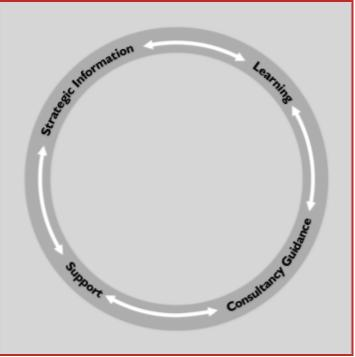 Strategic Information
Learning
Consultancy Guidance
Support